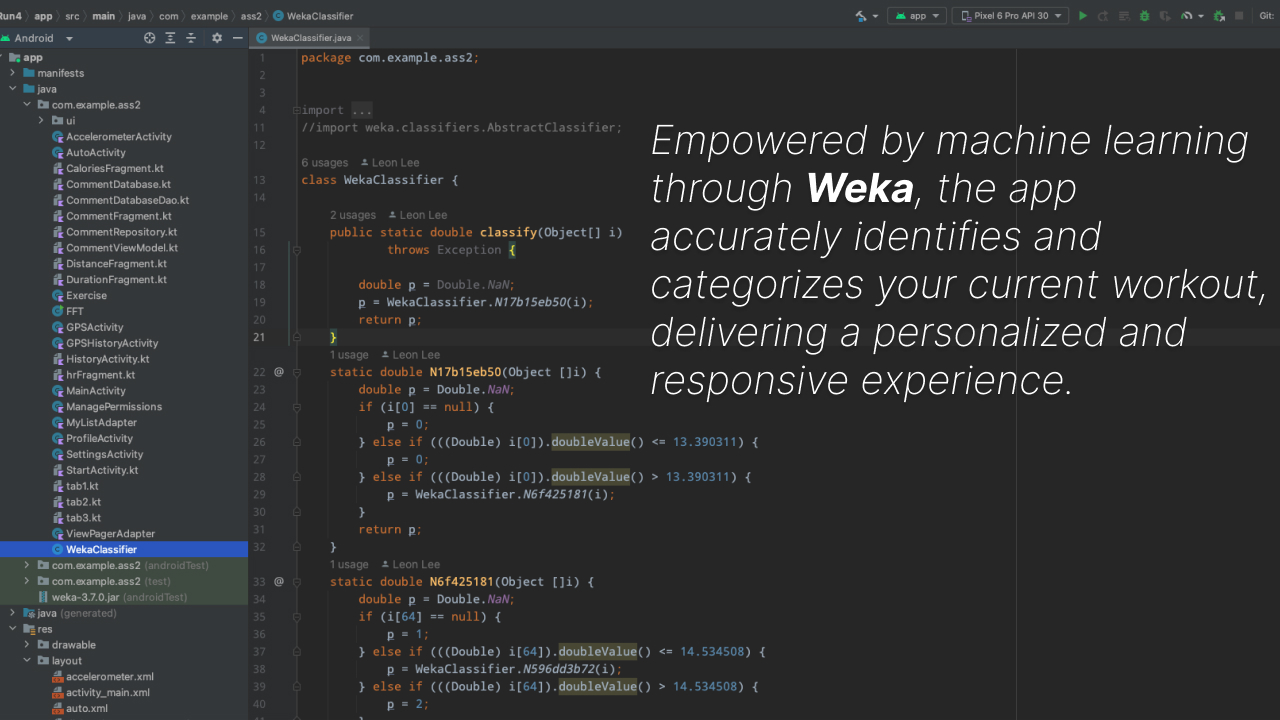 Run4 app src main java com example ass2 WekaClassifier
app
Pixel 6 Pro API 30
Git:
Android
WekaClassifier.java
app
manifests
java
com.example.ass2
ui
AccelerometerActivity
AutoActivity
CaloriesFragment.kt
CommentDatabase.kt
CommentDatabaseDao.kt
CommentFragment.kt
CommentRepository.kt
CommentViewModel.kt
DistanceFragment.kt
DurationFragment.kt
Exercise
FFT
GPSActivity
GPSHistoryActivity
HistoryActivity.kt
hrFragment.kt
MainActivity
ManagePermissions
MyListAdapter
ProfileActivity
SettingsActivity
StartActivity.kt
tab1.kt
tab2.kt
tab3.kt
ViewPagerAdapter
WekaClassifier
com.example.ass2 (androidTest)
com.example.ass2 (test)
weka-3.7.0.jar (androidTest)
java (generated)
res
drawable
layout
accelerometer.xml
activity_main.xml
auto.xml
1 package com.example.ass2;
2
3
4 import ...
11 //import weka.classifiers.AbstractClassifier;
12
6 usages Leon Lee
13 class WekaClassifier {
14
2 usages Leon Lee
15 public static double classify(Object[] i)
16 throws Exception {
17
18 double p = Double.NaN;
19 p = WekaClassifier.N17b15eb50(i);
20 return p;
21 }
1 usage Leon Lee
22 @ static double N17b15eb50(Object []i) {
23 double p = Double.NaN;
24 if (i[0] == null) {
25 p = 0;
26 } else if (((Double) i[0]).doubleValue() <= 13.390311) {
27 p = 0;
28 } else if (((Double) i[0]).doubleValue() > 13.390311) {
29 p = WekaClassifier.N6f425181(i);
30 }
31 return p;
32 }
1 usage Leon Lee
33 @ static double N6f425181(Object []i) {
34 double p = Double.NaN;
35 if (i[64] == null) {
36 p = 1;
37 } else if (((Double) i[64]).doubleValue() <= 14.534508) {
38 p = WekaClassifier.N596dd3b72(i);
39 } else if (((Double) i[64]).doubleValue() > 14.534508) {
40 p = 2;
Empowered by machine learning
through Weka, the app
accurately identifies and
categorizes your current workout,
delivering a personalized and
responsive experience.